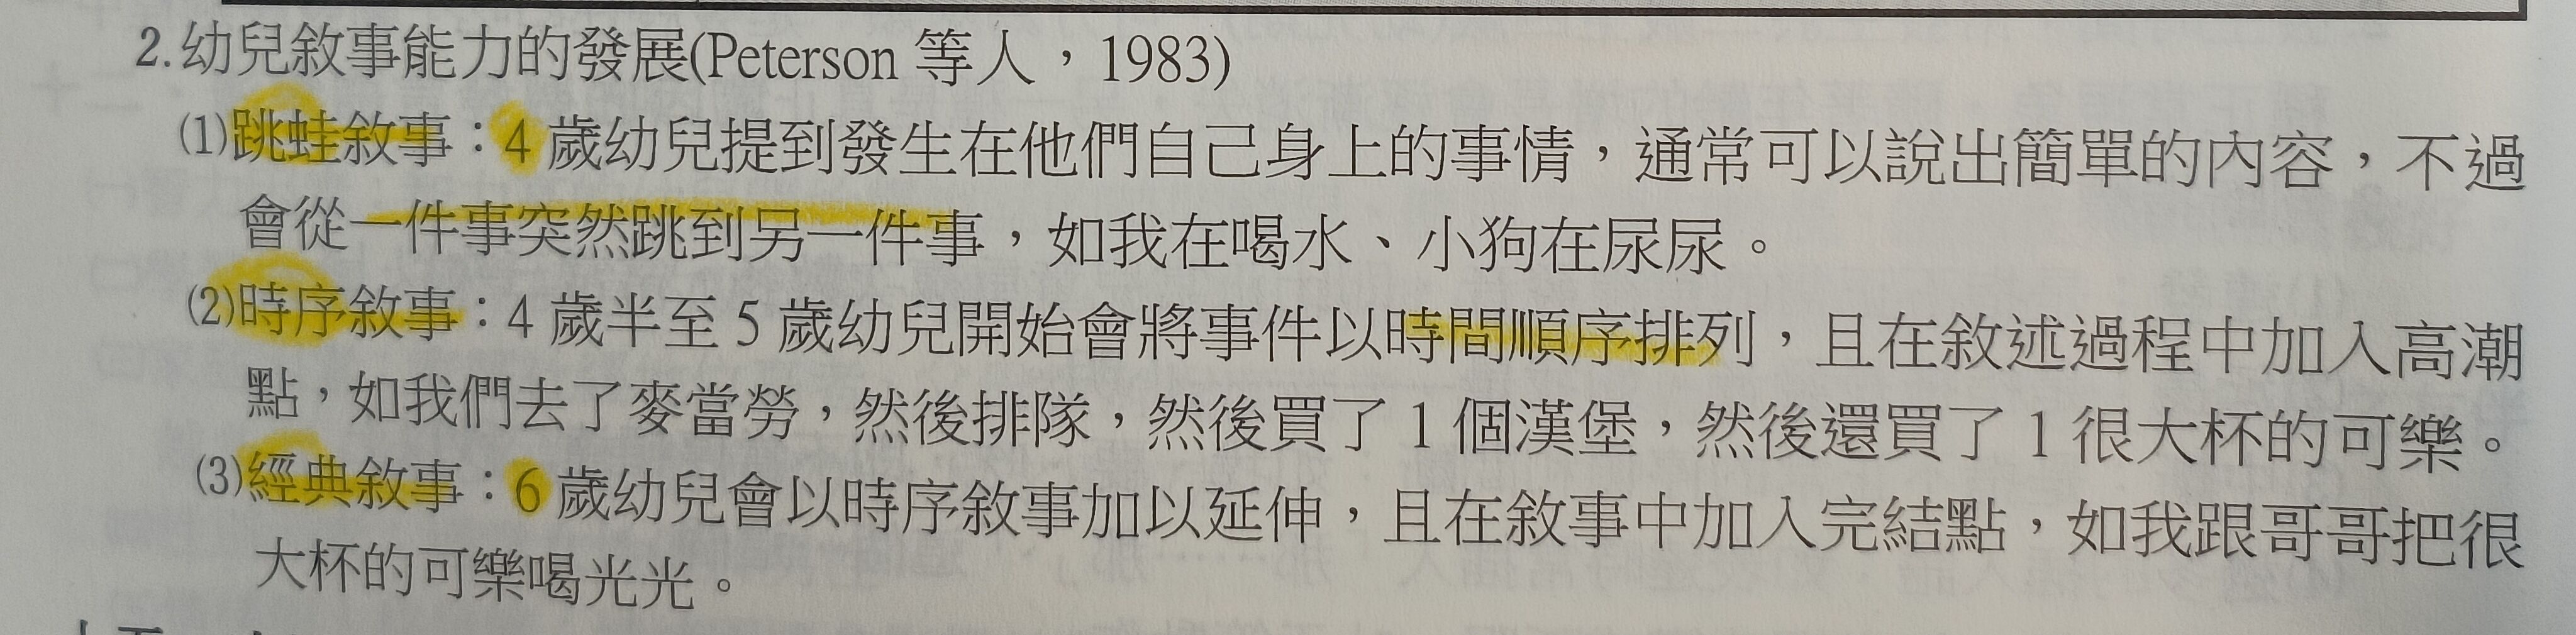 2.幼兒敘事能力的發展(Peterson 等人，1983)
⑴跳蛙敘事：4 歲幼兒提到發生在他們自己身上的事情，通常可以說出簡單的內容，不過
會從一件事突然跳到另一件事，如我在喝水、小狗在尿尿。
⑵時序敘事：4 歲半至 5 歲幼兒開始會將事件以時間順序排列，且在敘述過程中加入高潮
點，如我們去了麥當勞，然後排隊，然後買了 1 個漢堡，然後還買了 1 很大杯的可樂。
⑶經典敘事：6 歲幼兒會以時序敘事加以延伸，且在敘事中加入完結點，如我跟哥哥把很
大杯的可樂喝光光。